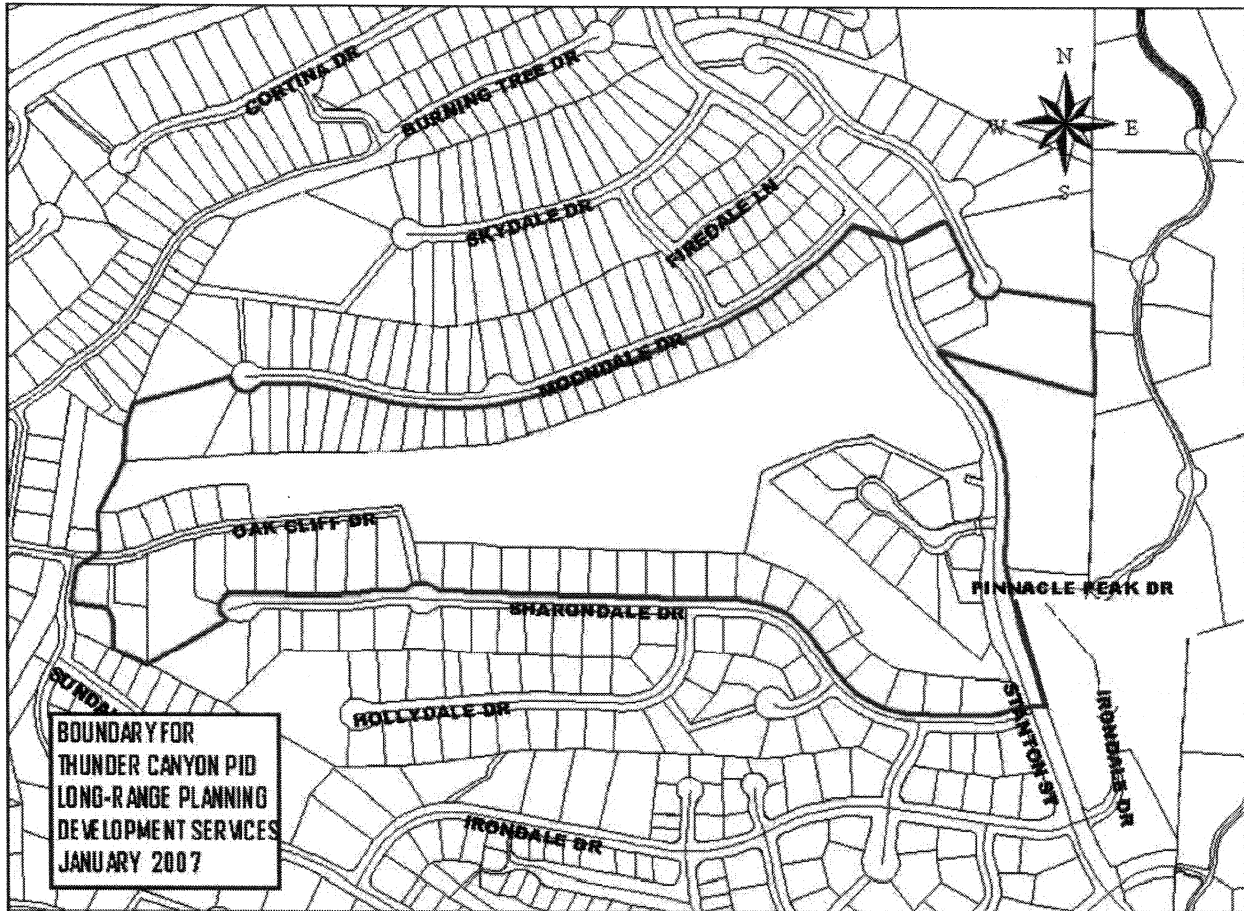 CORTINA DR
BURNING TREE DR
N
W
E
S
SKYDALE DR
FIREDALE LN
MOONDALE DR
OAK CLIFF DR
PINNACLE PEAK DR
SHARONDALE DR
HOLLYDALE DR
STANTON ST
IRONDALE DR
IRONDALE DR
BOUNDARY FOR
THUNDER CANYON PID
LONG-RANGE PLANNING
DEVELOPMENT SERVICES
JANUARY 2007